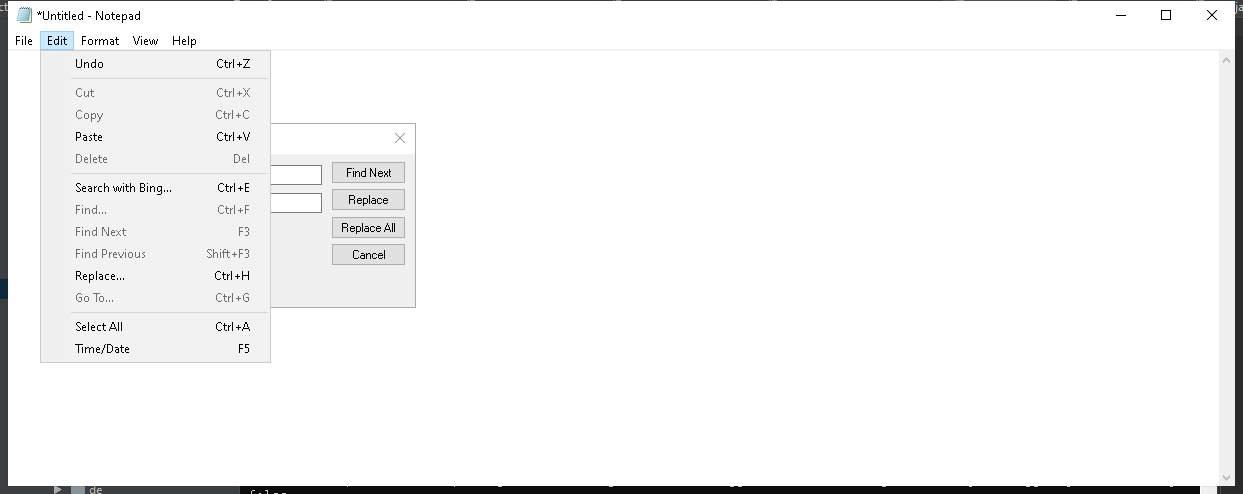 *Untitled - Notepad
File Edit Format View Help
Undo Ctrl+Z
Cut Ctrl+X
Copy Ctrl+C
Paste Ctrl+V
Delete Del
Search with Bing... Ctrl+E
Find... Ctrl+F
Find Next F3
Find Previous Shift+F3
Replace... Ctrl+H
Go To... Ctrl+G
Select All Ctrl+A
Time/Date F5
Find Next
Replace
Replace All
Cancel
de